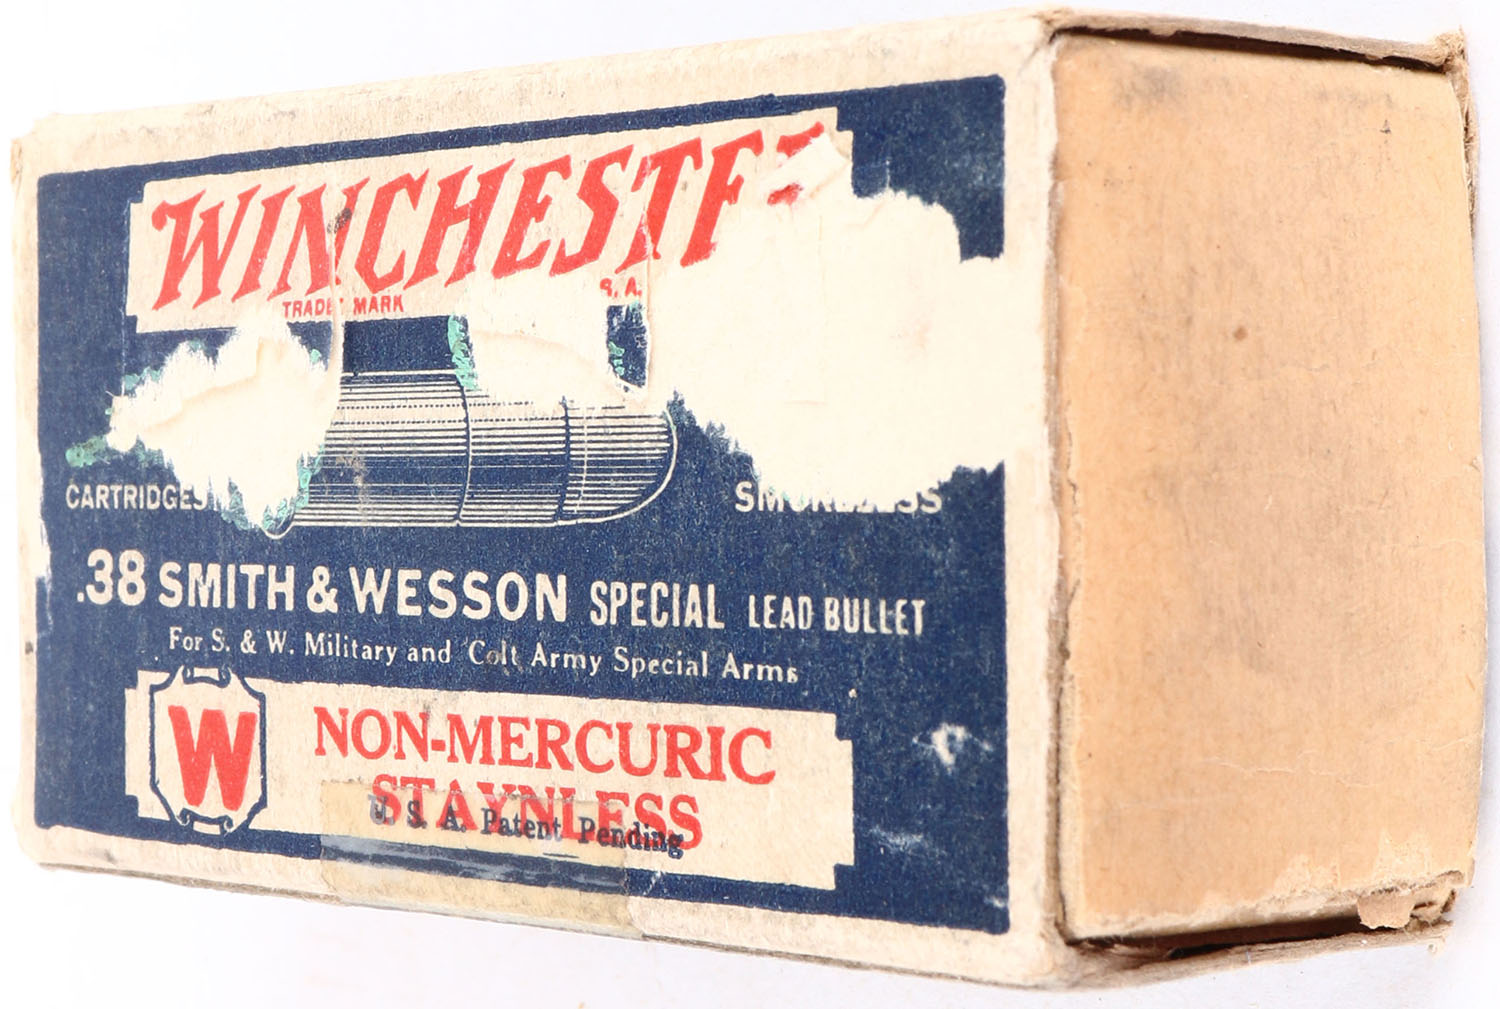 WINCHESTE
TRADE MARK
S. A.
CARTRIDGES
SMOKELESS
.38 SMITH & WESSON SPECIAL LEAD BULLET
For S. & W. Military and Colt Army Special Arms
W
NON-MERCURIC
STAYNLESS
U. S. A. Patent Pending